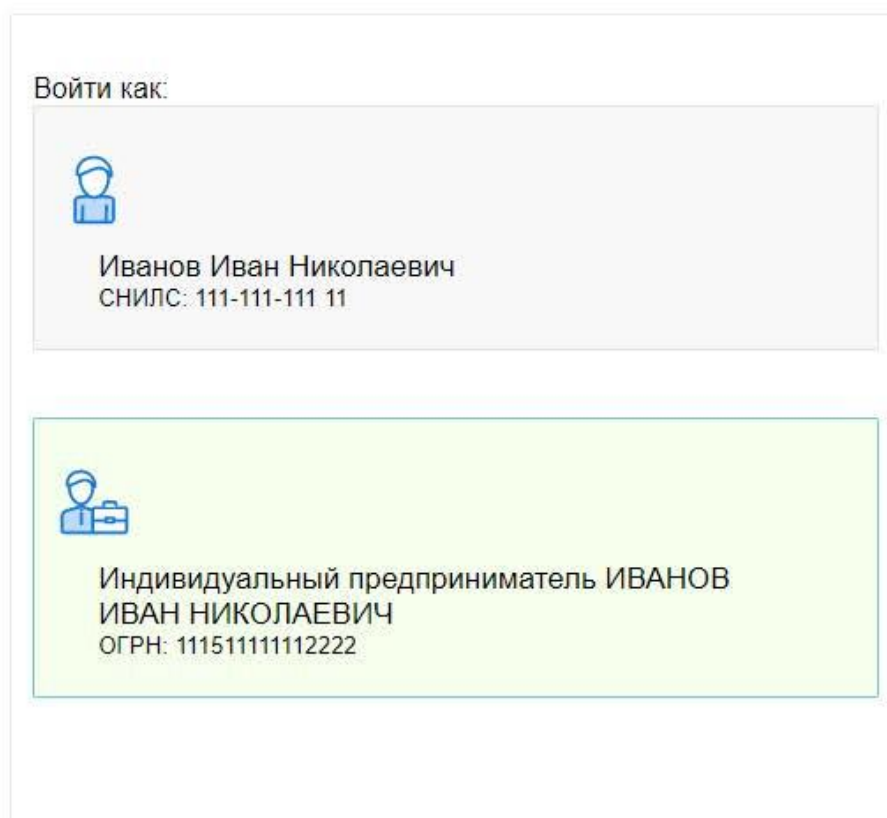 Войти как:
Иванов Иван Николаевич
СНИЛС: 111-111-111 11
Индивидуальный предприниматель ИВАНОВ
ИВАН НИКОЛАЕВИЧ
ОГРН: 111511111112222